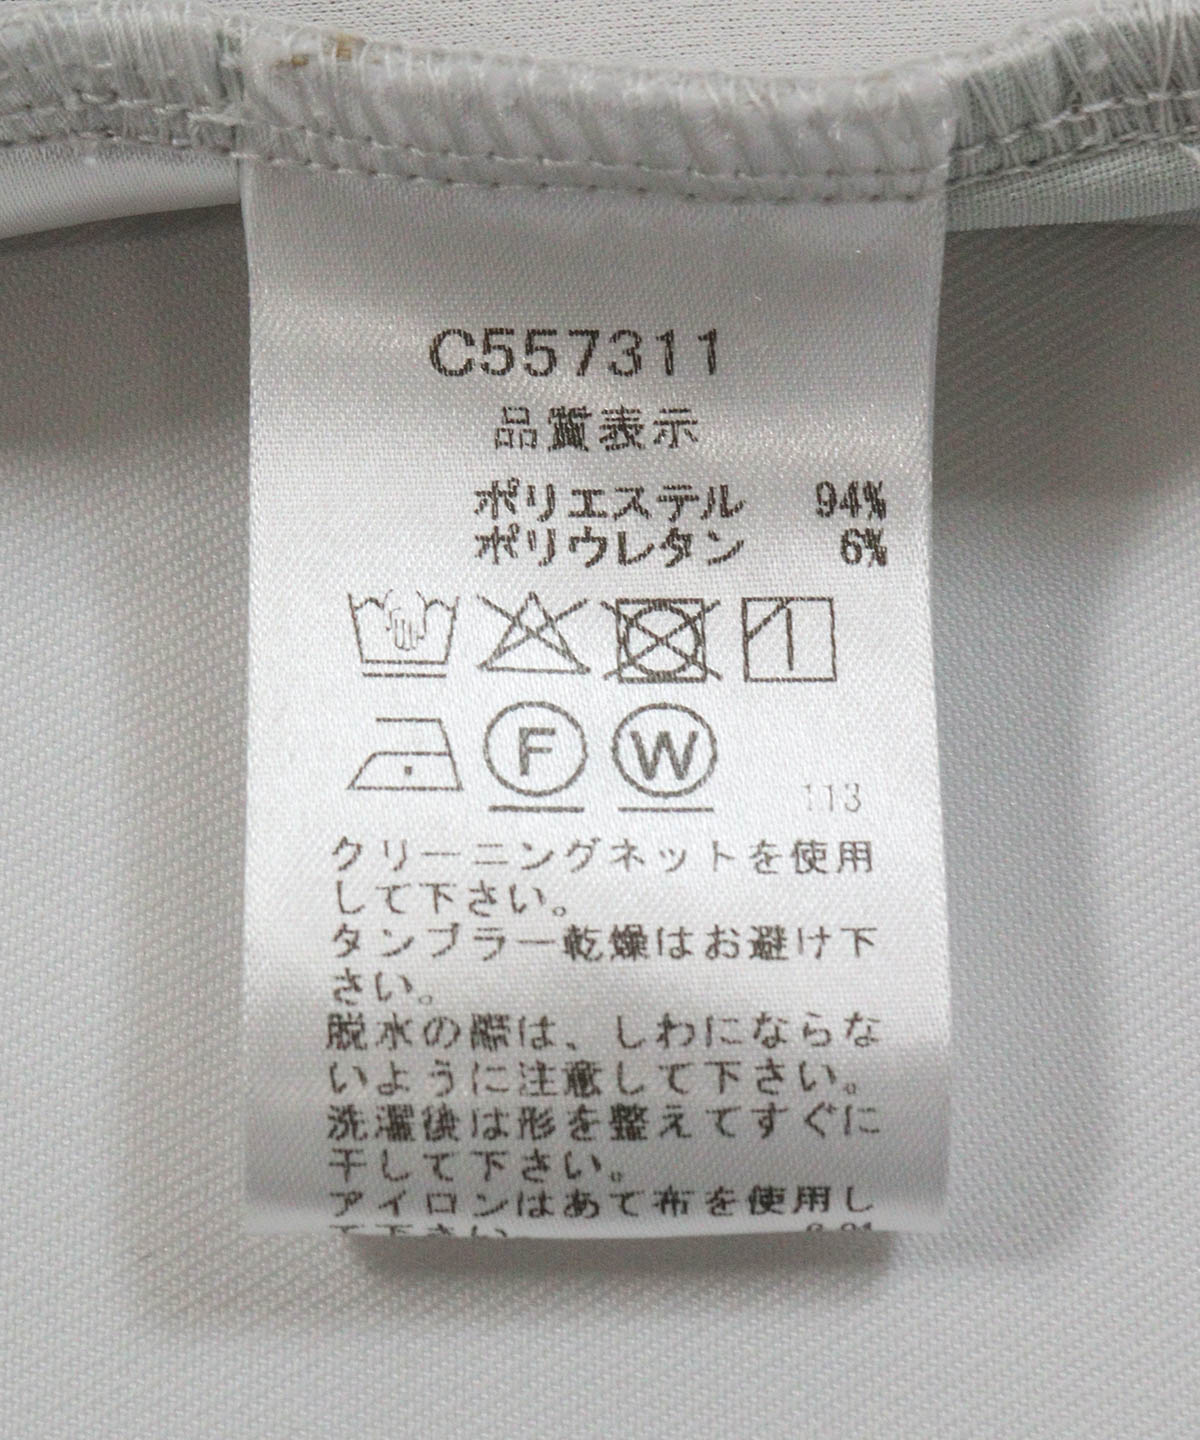 C557311
品質表示
ポリエステル 94%
ポリウレタン 6%
F W
113
クリーニングネットを使用
して下さい。
タンブラー乾燥はお避け下
さい。
脱水の際は、しわにならな
いように注意して下さい。
洗濯後は形を整えてすぐに
干して下さい。
アイロンはあて布を使用し
て下さい